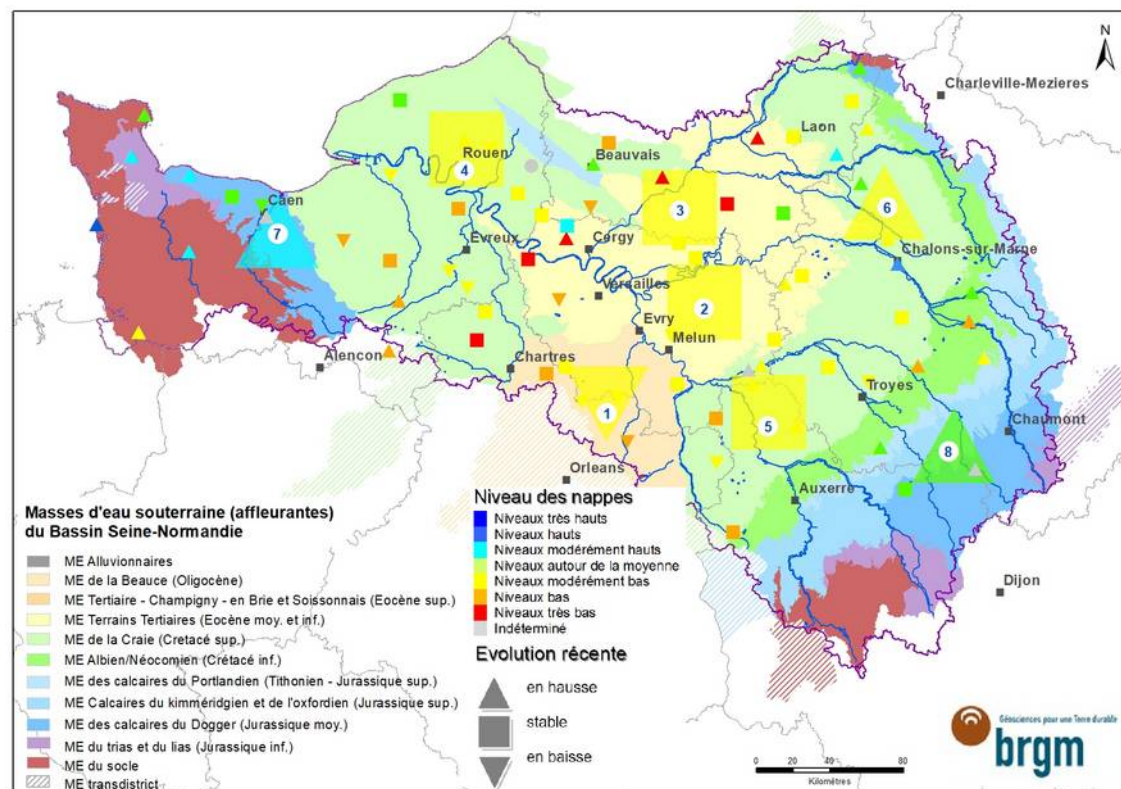 N
Charleville-Mezieres
Laon
Rouen
Beauvais
4
3
6
Caen
7
Evreux
Cergy
Chalons-sur-Marne
Versailles
2
Evry
Melun
Alencon
Chartres
Troyes
1
5
Chaumont
8
Orleans
Auxerre
Dijon
Masses d'eau souterraine (affleurantes)
du Bassin Seine-Normandie
ME Alluvionnaires
ME de la Beauce (Oligocène)
ME Tertiaire - Champigny - en Brie et Soissonnais (Eocène sup.)
ME Terrains Tertiaires (Eocène moy. et inf.)
ME de la Craie (Cretacé sup.)
ME Albien/Néocomien (Crétacé inf.)
ME des calcaires du Portlandien (Tithonien - Jurassique sup.)
ME Calcaires du kimméridgien et de l'oxfordien (Jurassique sup.)
ME des calcaires du Dogger (Jurassique moy.)
ME du trias et du lias (Jurassique inf.)
ME du socle
ME transdistrict
Niveau des nappes
Niveaux très hauts
Niveaux hauts
Niveaux modérément hauts
Niveaux autour de la moyenne
Niveaux modérément bas
Niveaux bas
Niveaux très bas
Indéterminé
Evolution récente
en hausse
stable
en baisse
0 20 40 80
Kilomètres
Géosciences pour une Terre durable
brgm